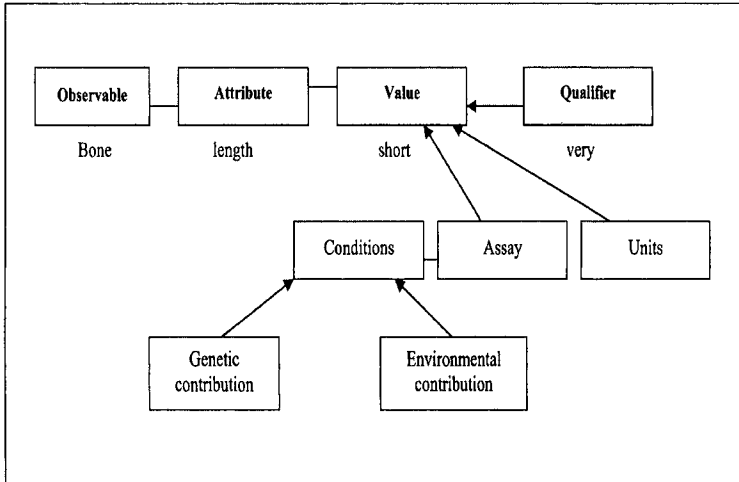 Observable
Attribute
Value
Qualifier
Bone
length
short
very
Conditions
Assay
Units
Genetic
contribution
Environmental
contribution